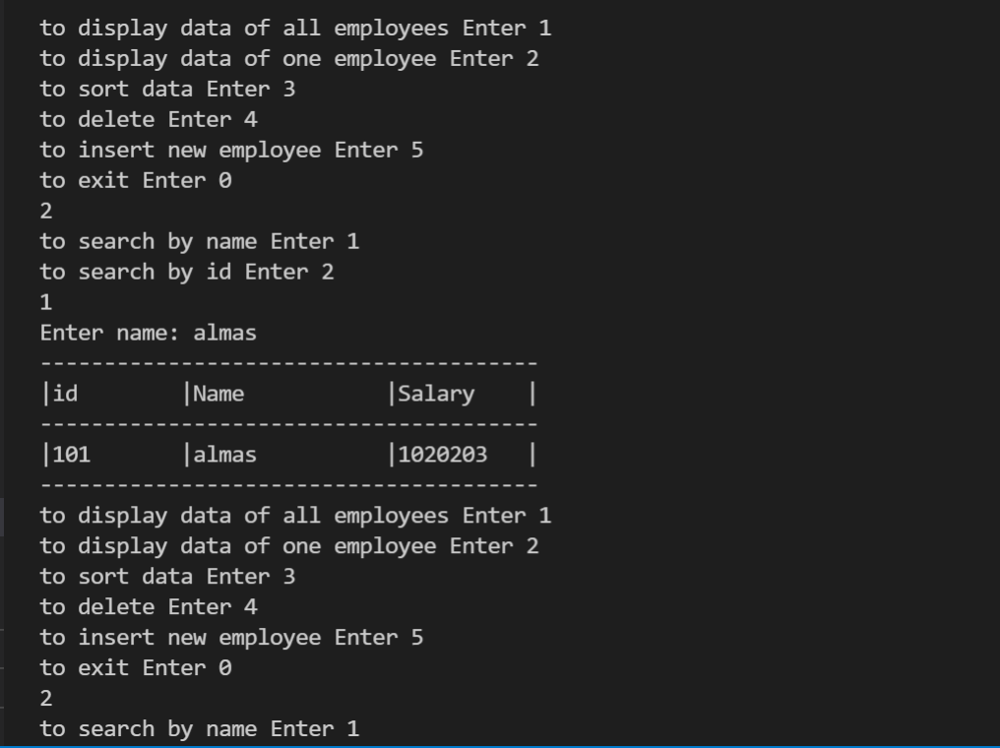 to display data of all employees Enter 1
to display data of one employee Enter 2
to sort data Enter 3
to delete Enter 4
to insert new employee Enter 5
to exit Enter 0
2
to search by name Enter 1
to search by id Enter 2
1
Enter name: almas
---------------------------------------
|id        |Name           |Salary    |
---------------------------------------
|101       |almas          |1020203   |
---------------------------------------
to display data of all employees Enter 1
to display data of one employee Enter 2
to sort data Enter 3
to delete Enter 4
to insert new employee Enter 5
to exit Enter 0
2
to search by name Enter 1